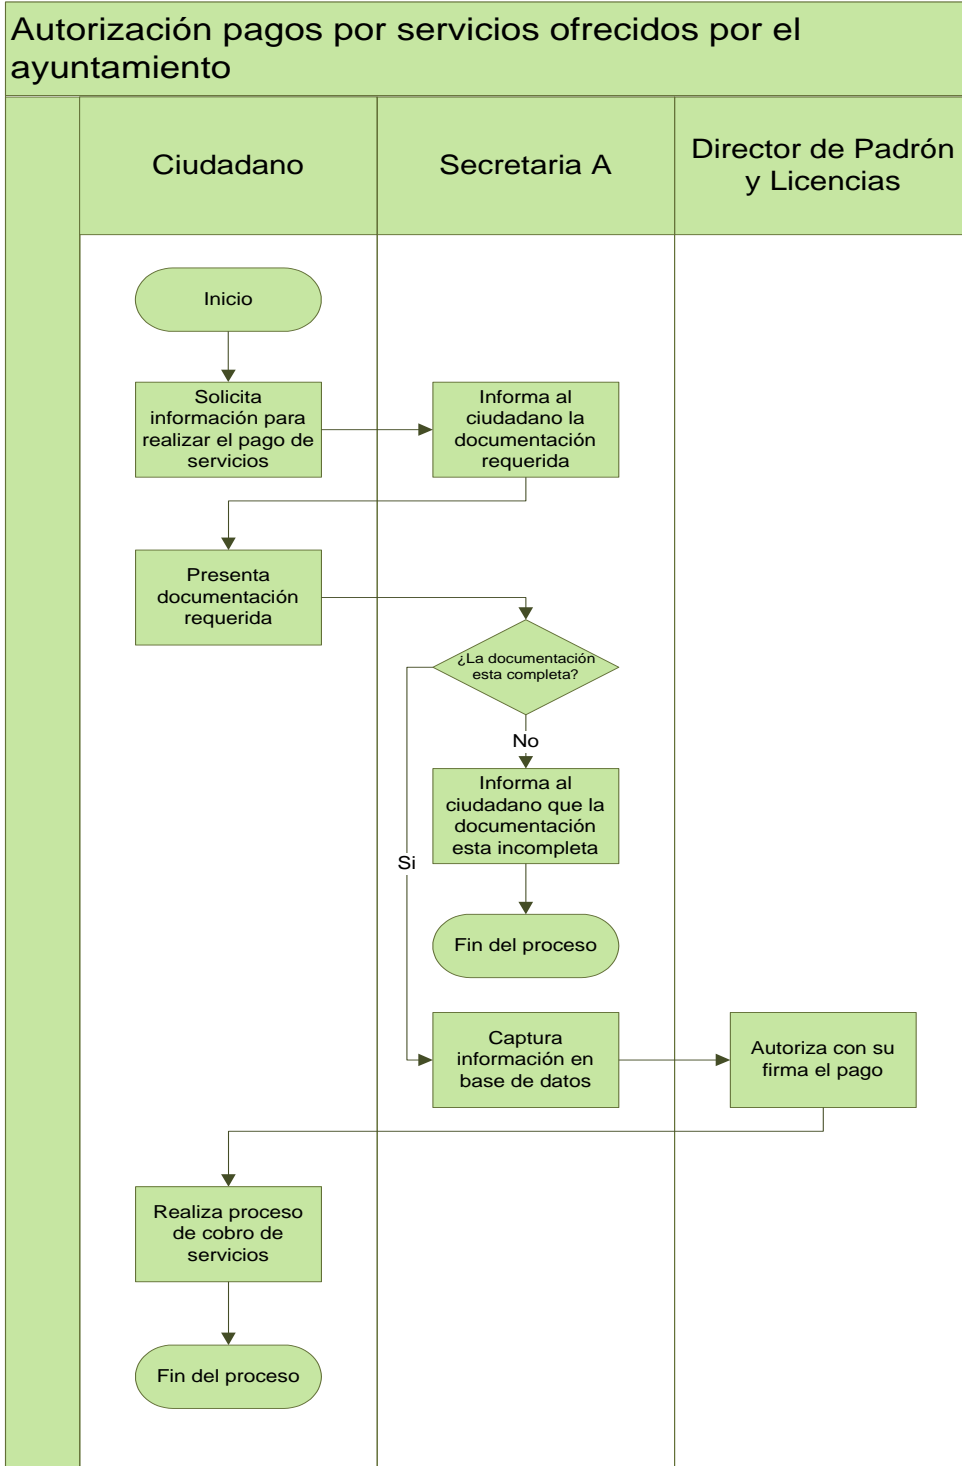 Autorización pagos por servicios ofrecidos por el
ayuntamiento
Ciudadano
Secretaria A
Director de Padrón
y Licencias
Inicio
Solicita
información para
realizar el pago de
servicios
Informa al
ciudadano la
documentación
requerida
Presenta
documentación
requerida
¿La documentación
esta completa?
No
Informa al
ciudadano que la
documentación
esta incompleta
Si
Fin del proceso
Captura
información en
base de datos
Autoriza con su
firma el pago
Realiza proceso
de cobro de
servicios
Fin del proceso